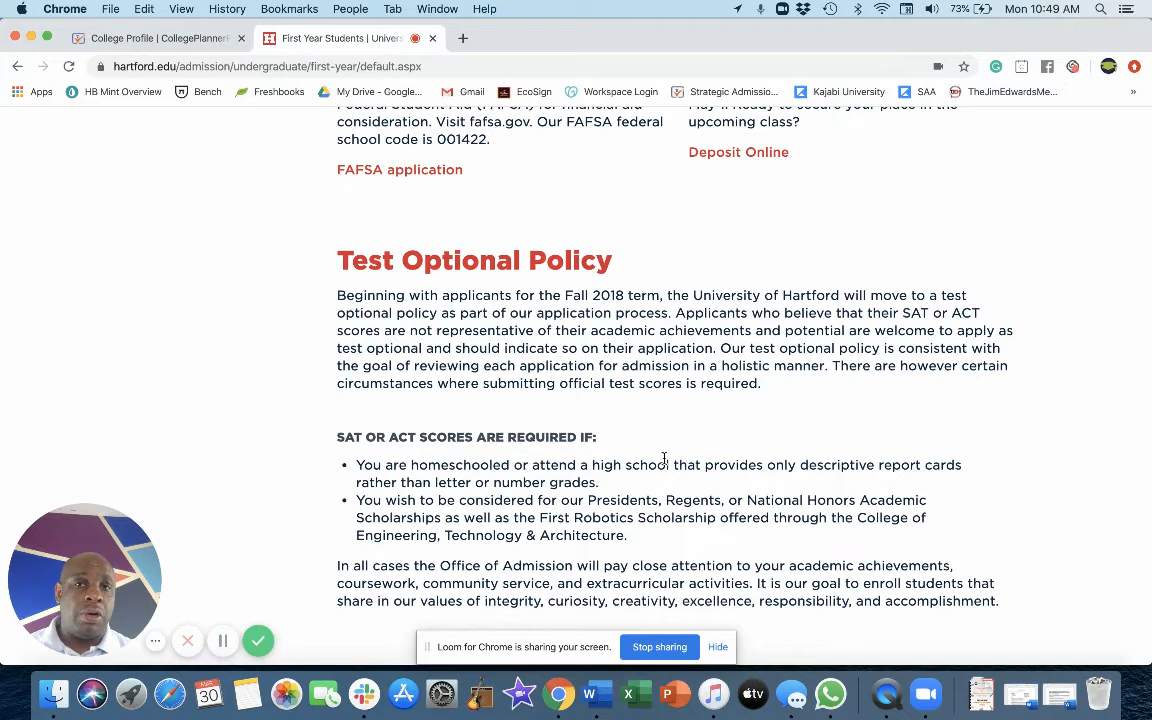 Chrome File Edit View History Bookmarks People Tab Window Help 73% Mon 10:49 AM
College Profile | CollegePlannerP First Year Students | Univers
hartford.edu/admission/undergraduate/first-year/default.aspx
Apps HB Mint Overview Bench Freshbooks My Drive - Google... Gmail EcoSign Workspace Login Strategic Admissio... Kajabi University SAA TheJimEdwardsMe... »
consideration. Visit fafsa.gov. Our FAFSA federal
school code is 001422.
FAFSA application
upcoming class?
Deposit Online
Test Optional Policy
Beginning with applicants for the Fall 2018 term, the University of Hartford will move to a test
optional policy as part of our application process. Applicants who believe that their SAT or ACT
scores are not representative of their academic achievements and potential are welcome to apply as
test optional and should indicate so on their application. Our test optional policy is consistent with
the goal of reviewing each application for admission in a holistic manner. There are however certain
circumstances where submitting official test scores is required.
SAT OR ACT SCORES ARE REQUIRED IF:
• You are homeschooled or attend a high school that provides only descriptive report cards
rather than letter or number grades.
• You wish to be considered for our Presidents, Regents, or National Honors Academic
Scholarships as well as the First Robotics Scholarship offered through the College of
Engineering, Technology & Architecture.
In all cases the Office of Admission will pay close attention to your academic achievements,
coursework, community service, and extracurricular activities. It is our goal to enroll students that
share in our values of integrity, curiosity, creativity, excellence, responsibility, and accomplishment.
Loom for Chrome is sharing your screen. Stop sharing Hide
30
tv